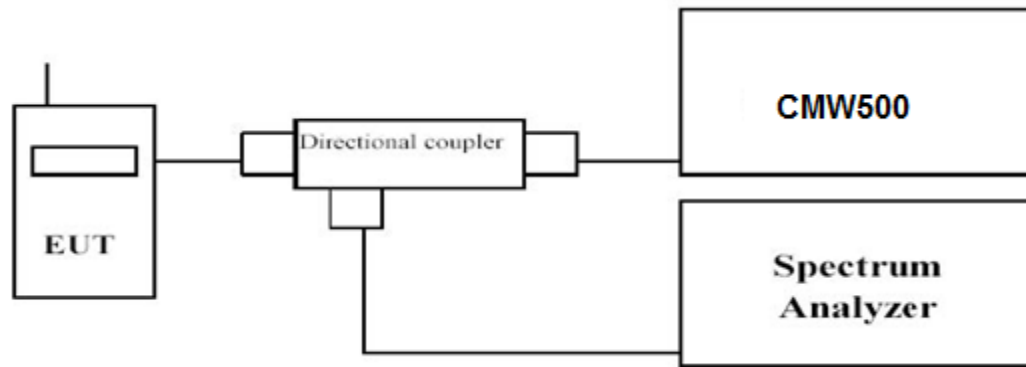 EUT
Directional coupler
CMW500
Spectrum
Analyzer